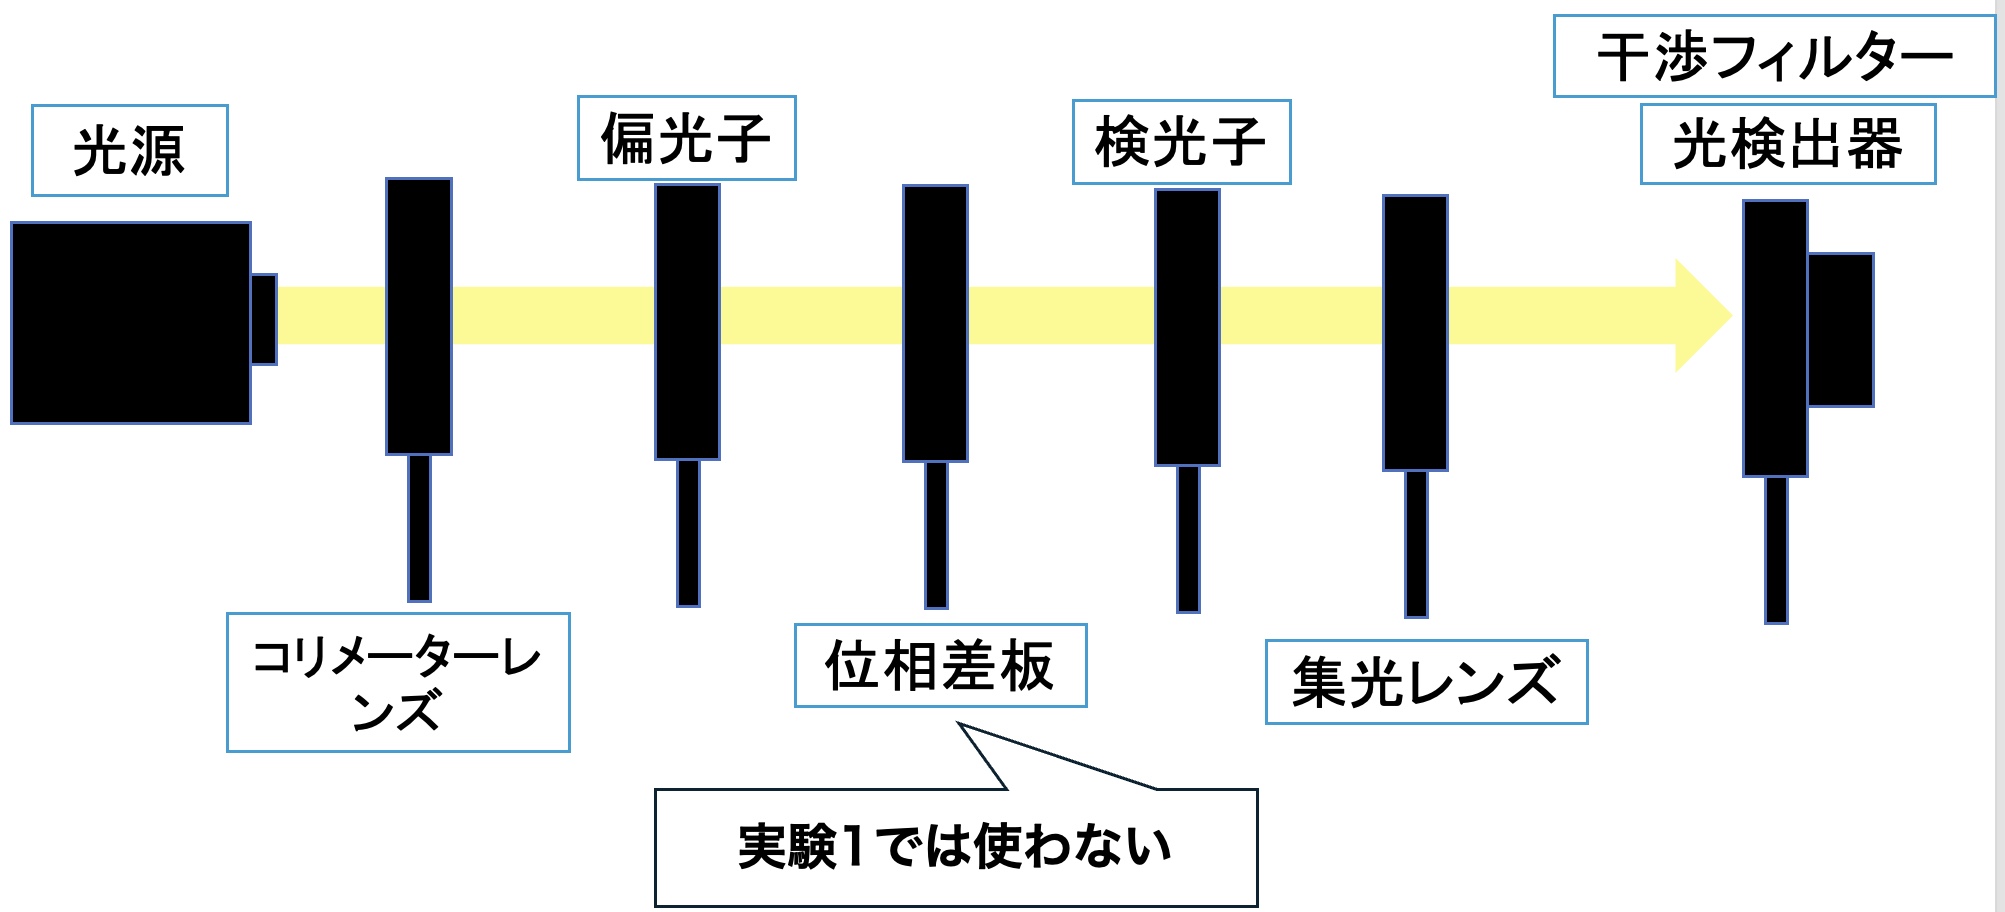 光源
偏光子
検光子
干渉フィルター
光検出器
コリメーターレ
ンズ
位相差板
集光レンズ
実験1では使わない